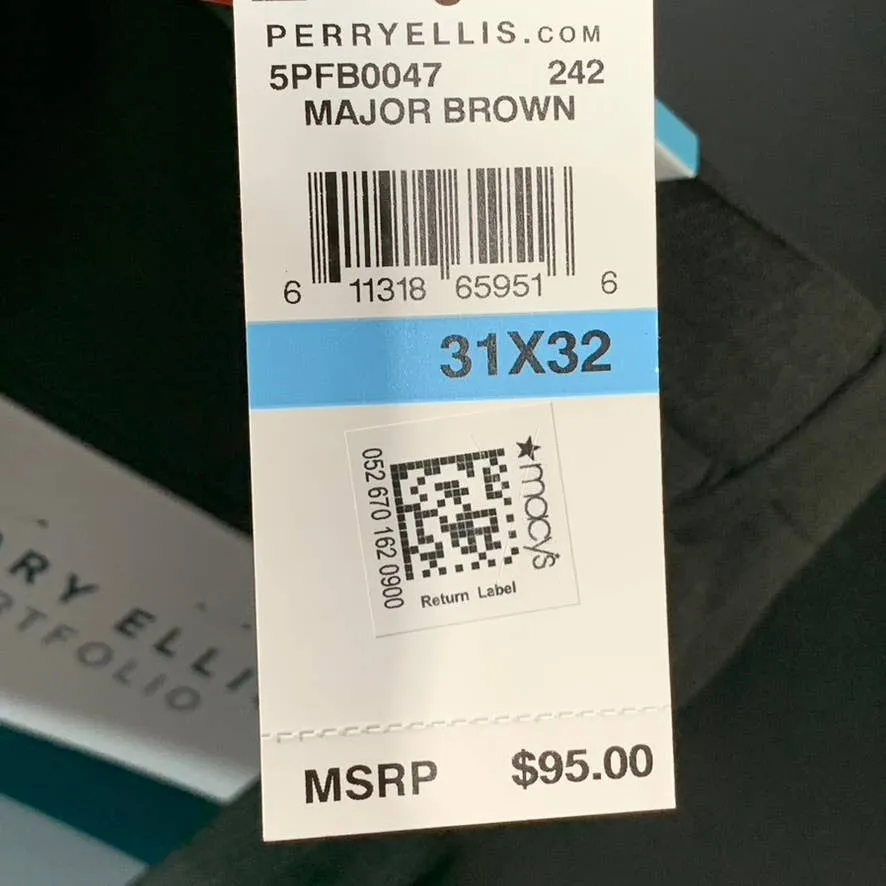 PERRYELLIS.COM
5PFB0047 242
MAJOR BROWN
6 11318 65951 6
31X32
052 670 162 0900
★macy's
Return Label
MSRP $95.00
RY ELLI
TFOLIO